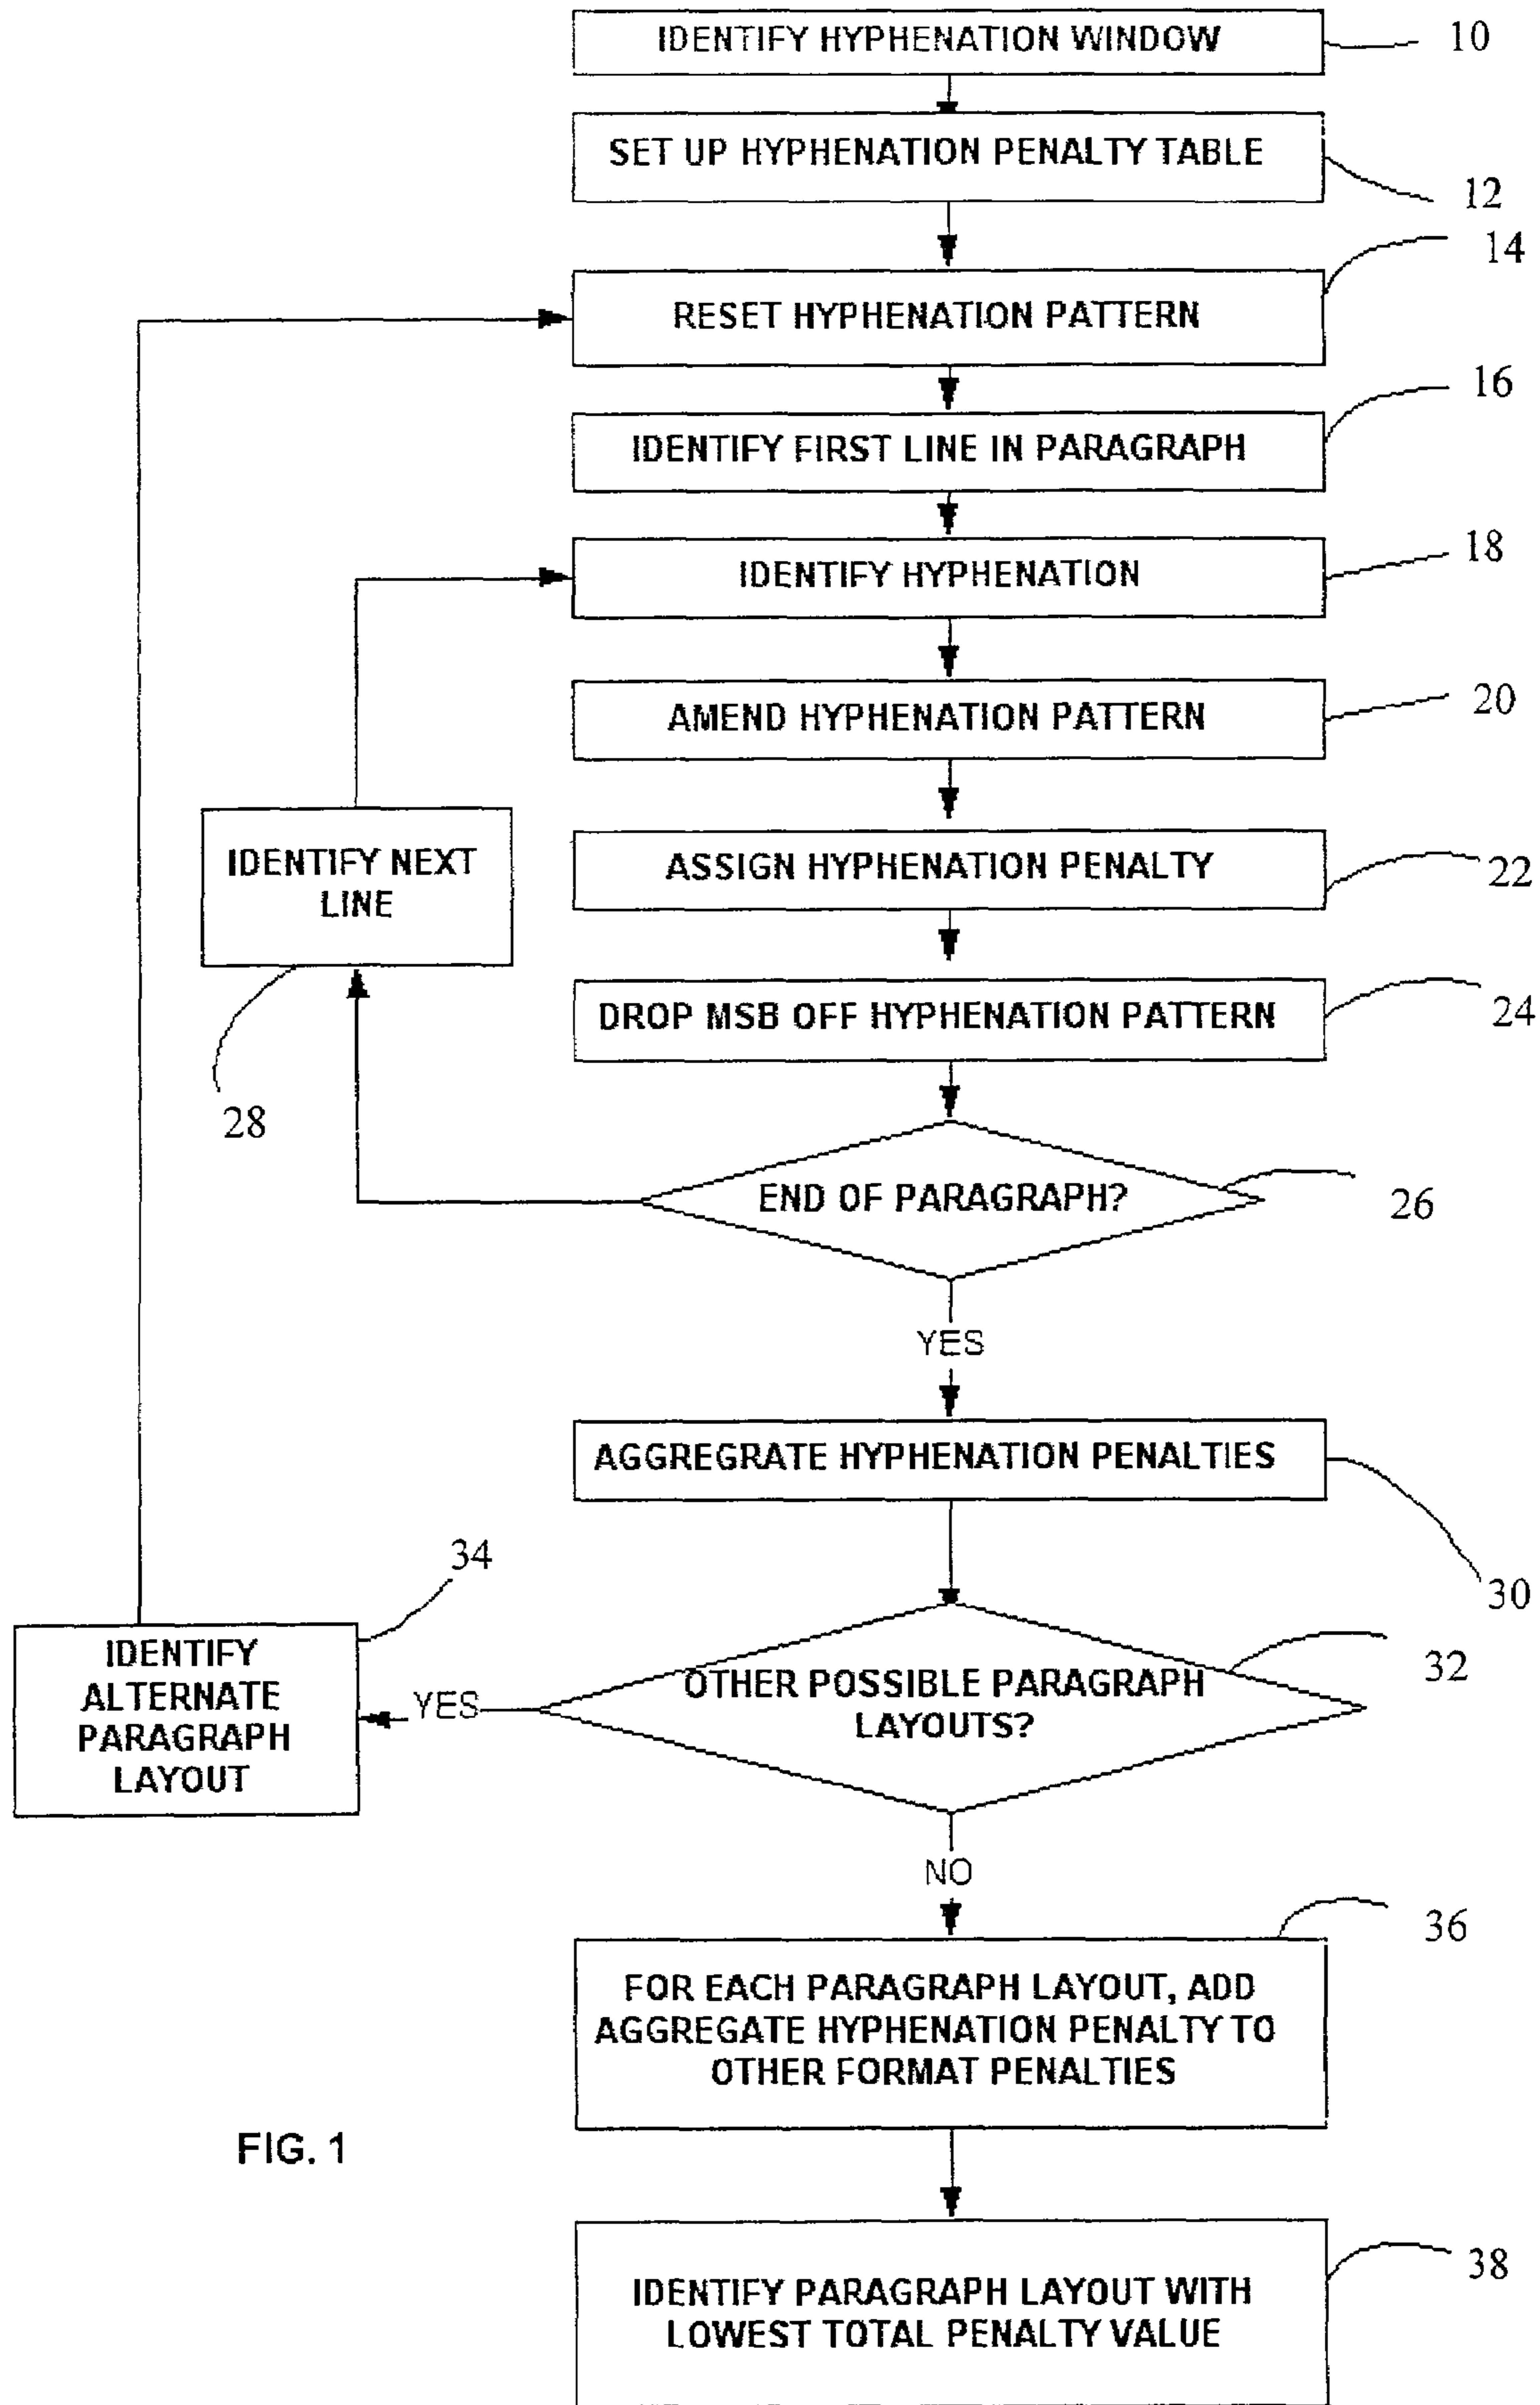 IDENTIFY HYPHENATION WINDOW
10
SET UP HYPHENATION PENALTY TABLE
12
14
RESET HYPHENATION PATTERN
16
IDENTIFY FIRST LINE IN PARAGRAPH
18
IDENTIFY HYPHENATION
20
AMEND HYPHENATION PATTERN
IDENTIFY NEXT
LINE
28
ASSIGN HYPHENATION PENALTY
22
DROP MSB OFF HYPHENATION PATTERN
24
END OF PARAGRAPH?
26
YES
AGGREGRATE HYPHENATION PENALTIES
30
34
IDENTIFY
ALTERNATE
PARAGRAPH
LAYOUT
YES
OTHER POSSIBLE PARAGRAPH
LAYOUTS?
32
NO
36
FOR EACH PARAGRAPH LAYOUT, ADD
AGGREGATE HYPHENATION PENALTY TO
OTHER FORMAT PENALTIES
FIG. 1
38
IDENTIFY PARAGRAPH LAYOUT WITH
LOWEST TOTAL PENALTY VALUE